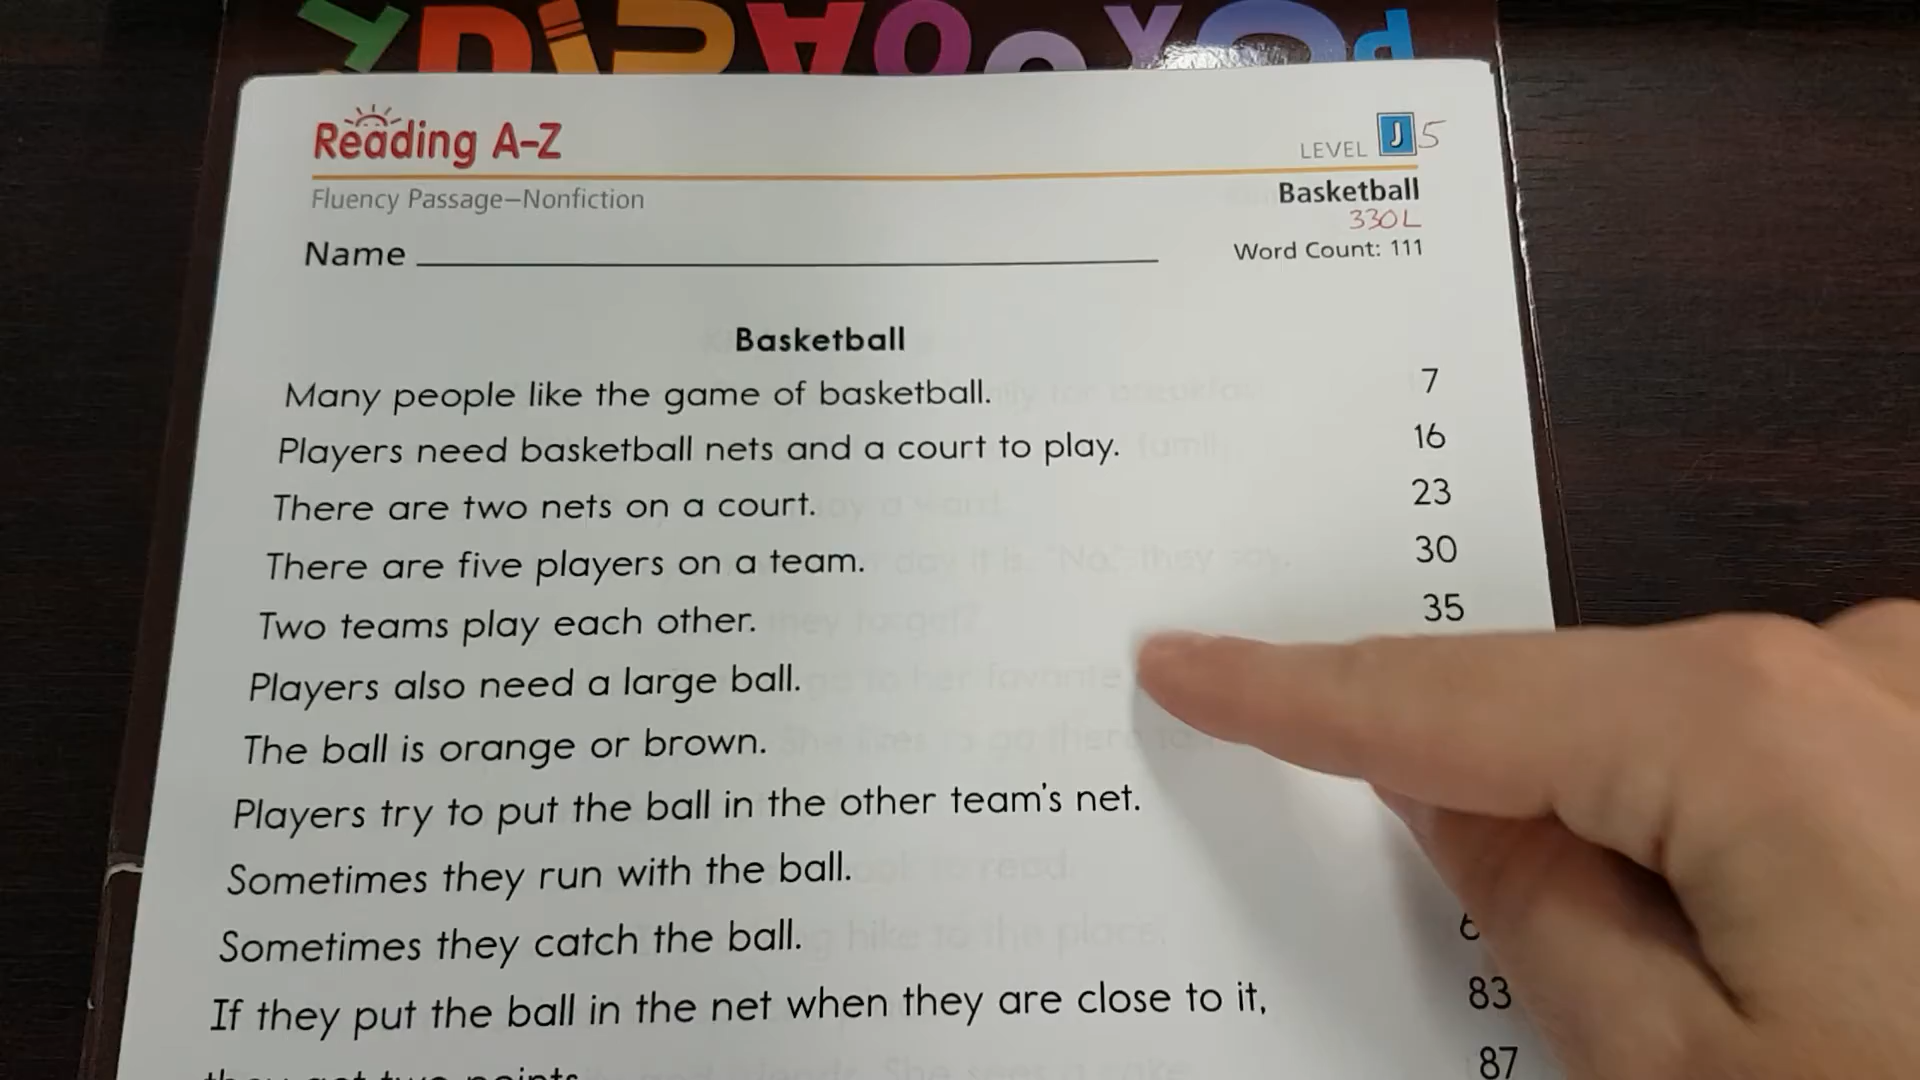 Reading A-Z
LEVEL J 5
Fluency Passage—Nonfiction
Basketball
330L
Name
Word Count: 111
Basketball
Many people like the game of basketball. 7
Players need basketball nets and a court to play. 16
There are two nets on a court. 23
There are five players on a team. 30
Two teams play each other. 35
Players also need a large ball.
The ball is orange or brown.
Players try to put the ball in the other team's net.
Sometimes they run with the ball.
Sometimes they catch the ball. 6
If they put the ball in the net when they are close to it, 83
they get two points 87